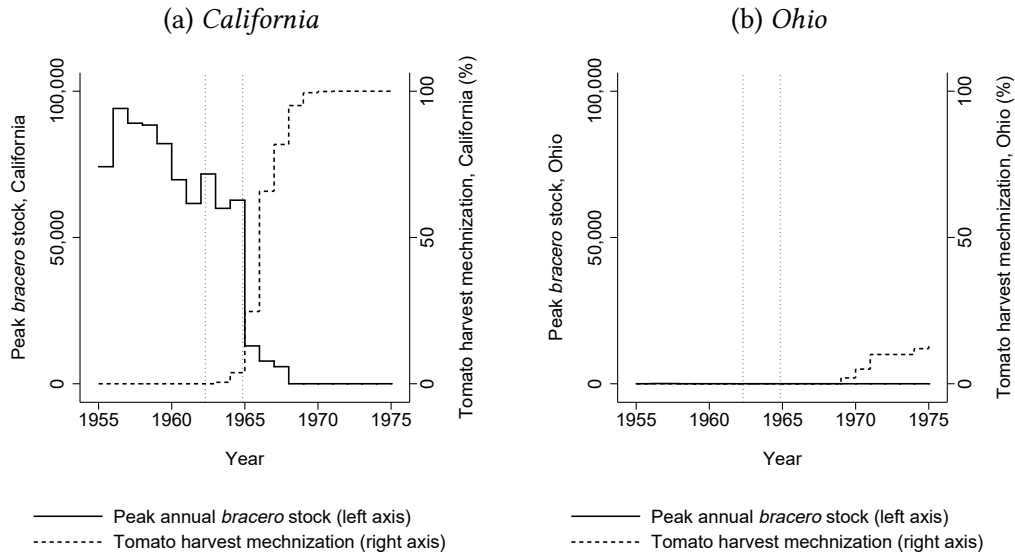 (a) California
(b) Ohio
Peak bracero stock, California
100,000
50,000
0
100
50
0
Tomato harvest mechnization, California (%)
1955
1960
1965
1970
1975
Year
Peak annual bracero stock (left axis)
Tomato harvest mechnization (right axis)
Peak bracero stock, Ohio
100,000
50,000
0
100
50
0
Tomato harvest mechnization, Ohio (%)
1955
1960
1965
1970
1975
Year
Peak annual bracero stock (left axis)
Tomato harvest mechnization (right axis)